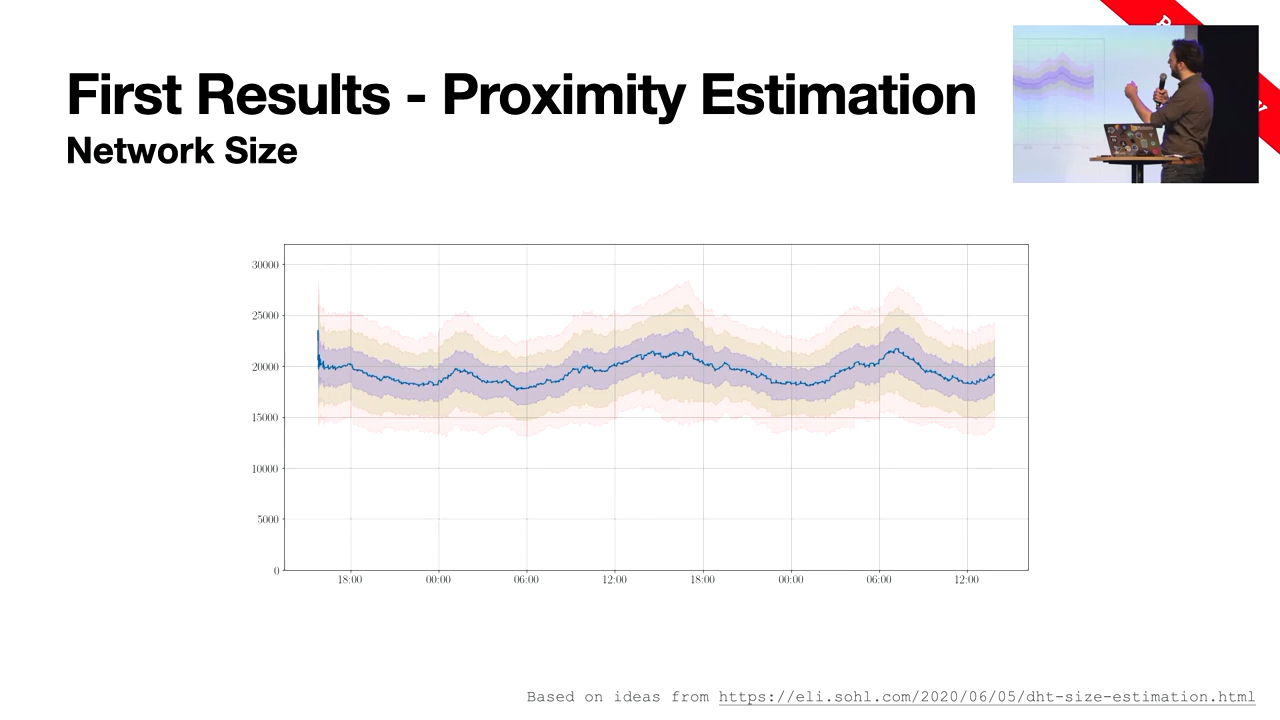 First Results - Proximity Estimation
Network Size
30000
25000
20000
15000
10000
5000
0
18:00 00:00 06:00 12:00 18:00 00:00 06:00 12:00
Based on ideas from https://eli.sohl.com/2020/06/05/dht-size-estimation.html